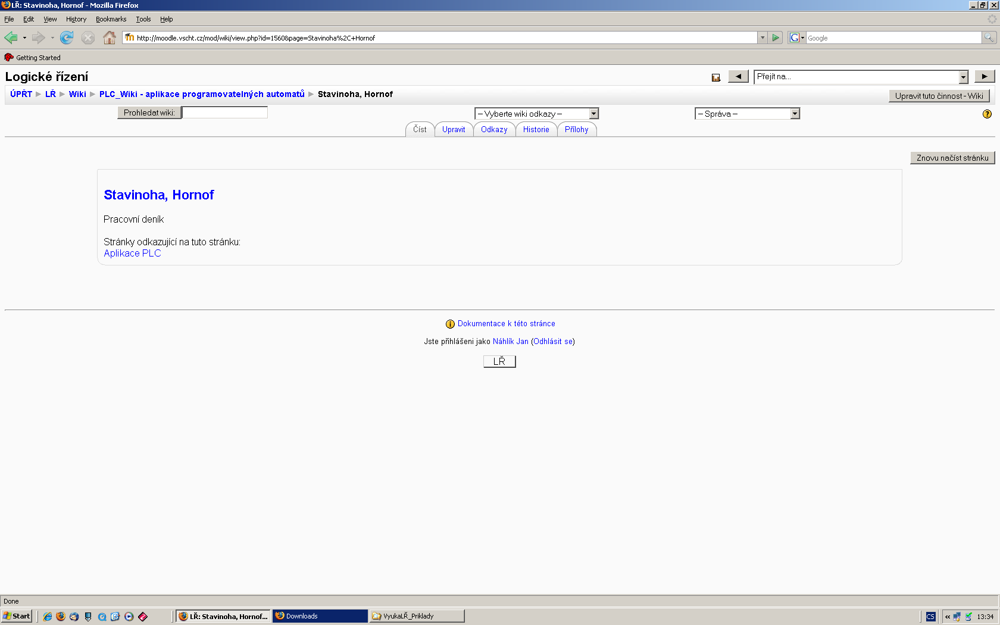 LŘ: Stavinoha, Hornof - Mozilla Firefox
File Edit View History Bookmarks Tools Help
http://moodle.vscht.cz/mod/wiki/view.php?id=1560&page=Stavinoha%2C+Hornof
G Google
Getting Started
Logické řízení
Přejít na...
ÚPŘT ► LŘ ► Wiki ► PLC_Wiki - aplikace programovatelných automatů ► Stavinoha, Hornof
Upravit tuto činnost - Wiki
Prohledat wiki:
-- Vyberte wiki odkazy --
-- Správa --
?
Číst Upravit Odkazy Historie Přílohy
Znovu načíst stránku
Stavinoha, Hornof
Pracovní deník
Stránky odkazující na tuto stránku:
Aplikace PLC
Dokumentace k této stránce
Jste přihlášeni jako Náhlík Jan (Odhlásit se)
LŘ
Done
Start LŘ: Stavinoha, Hornof... Downloads VyukaLŘ_Priklady CS « 13:34